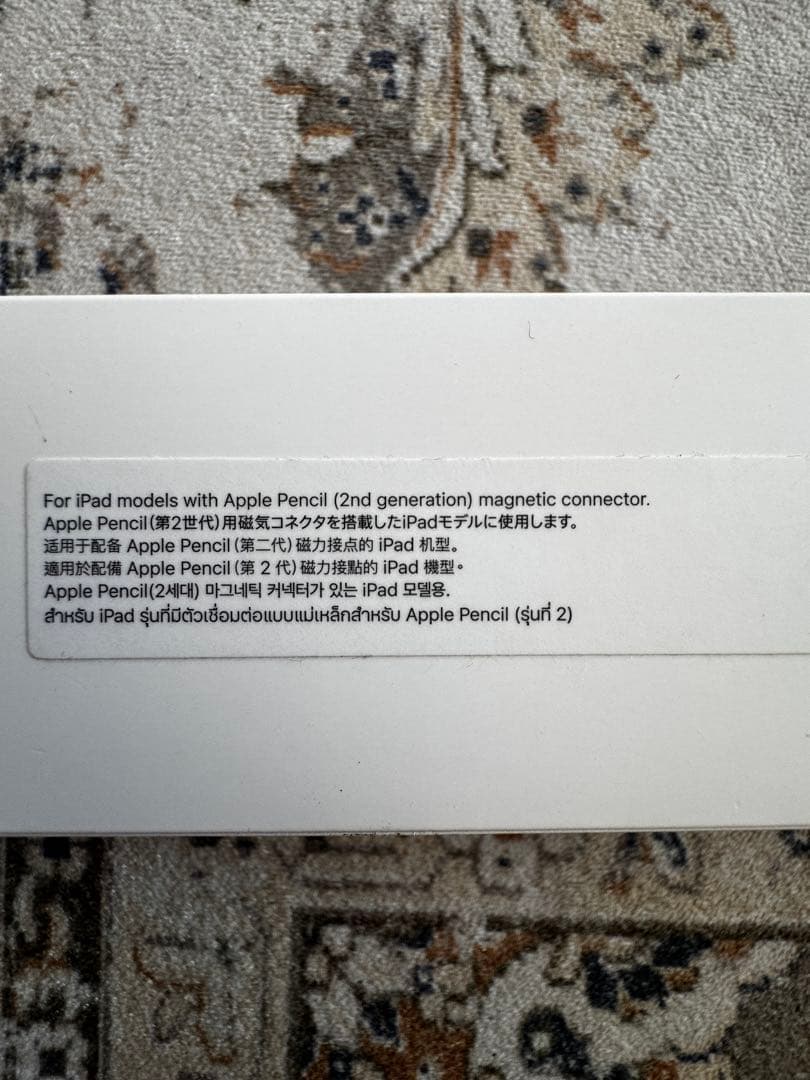 For iPad models with Apple Pencil (2nd generation) magnetic connector.
Apple Pencil（第2世代）用磁気コネクタを搭載したiPadモデルに使用します。
适用于配备 Apple Pencil（第二代）磁力接点的 iPad 机型。
適用於配備 Apple Pencil（第 2 代）磁力接點的 iPad 機型。
Apple Pencil(2세대) 마그네틱 커넥터가 있는 iPad 모델용.
สำหรับ iPad รุ่นที่มีตัวเชื่อมต่อแบบแม่เหล็กสำหรับ Apple Pencil (รุ่นที่ 2)